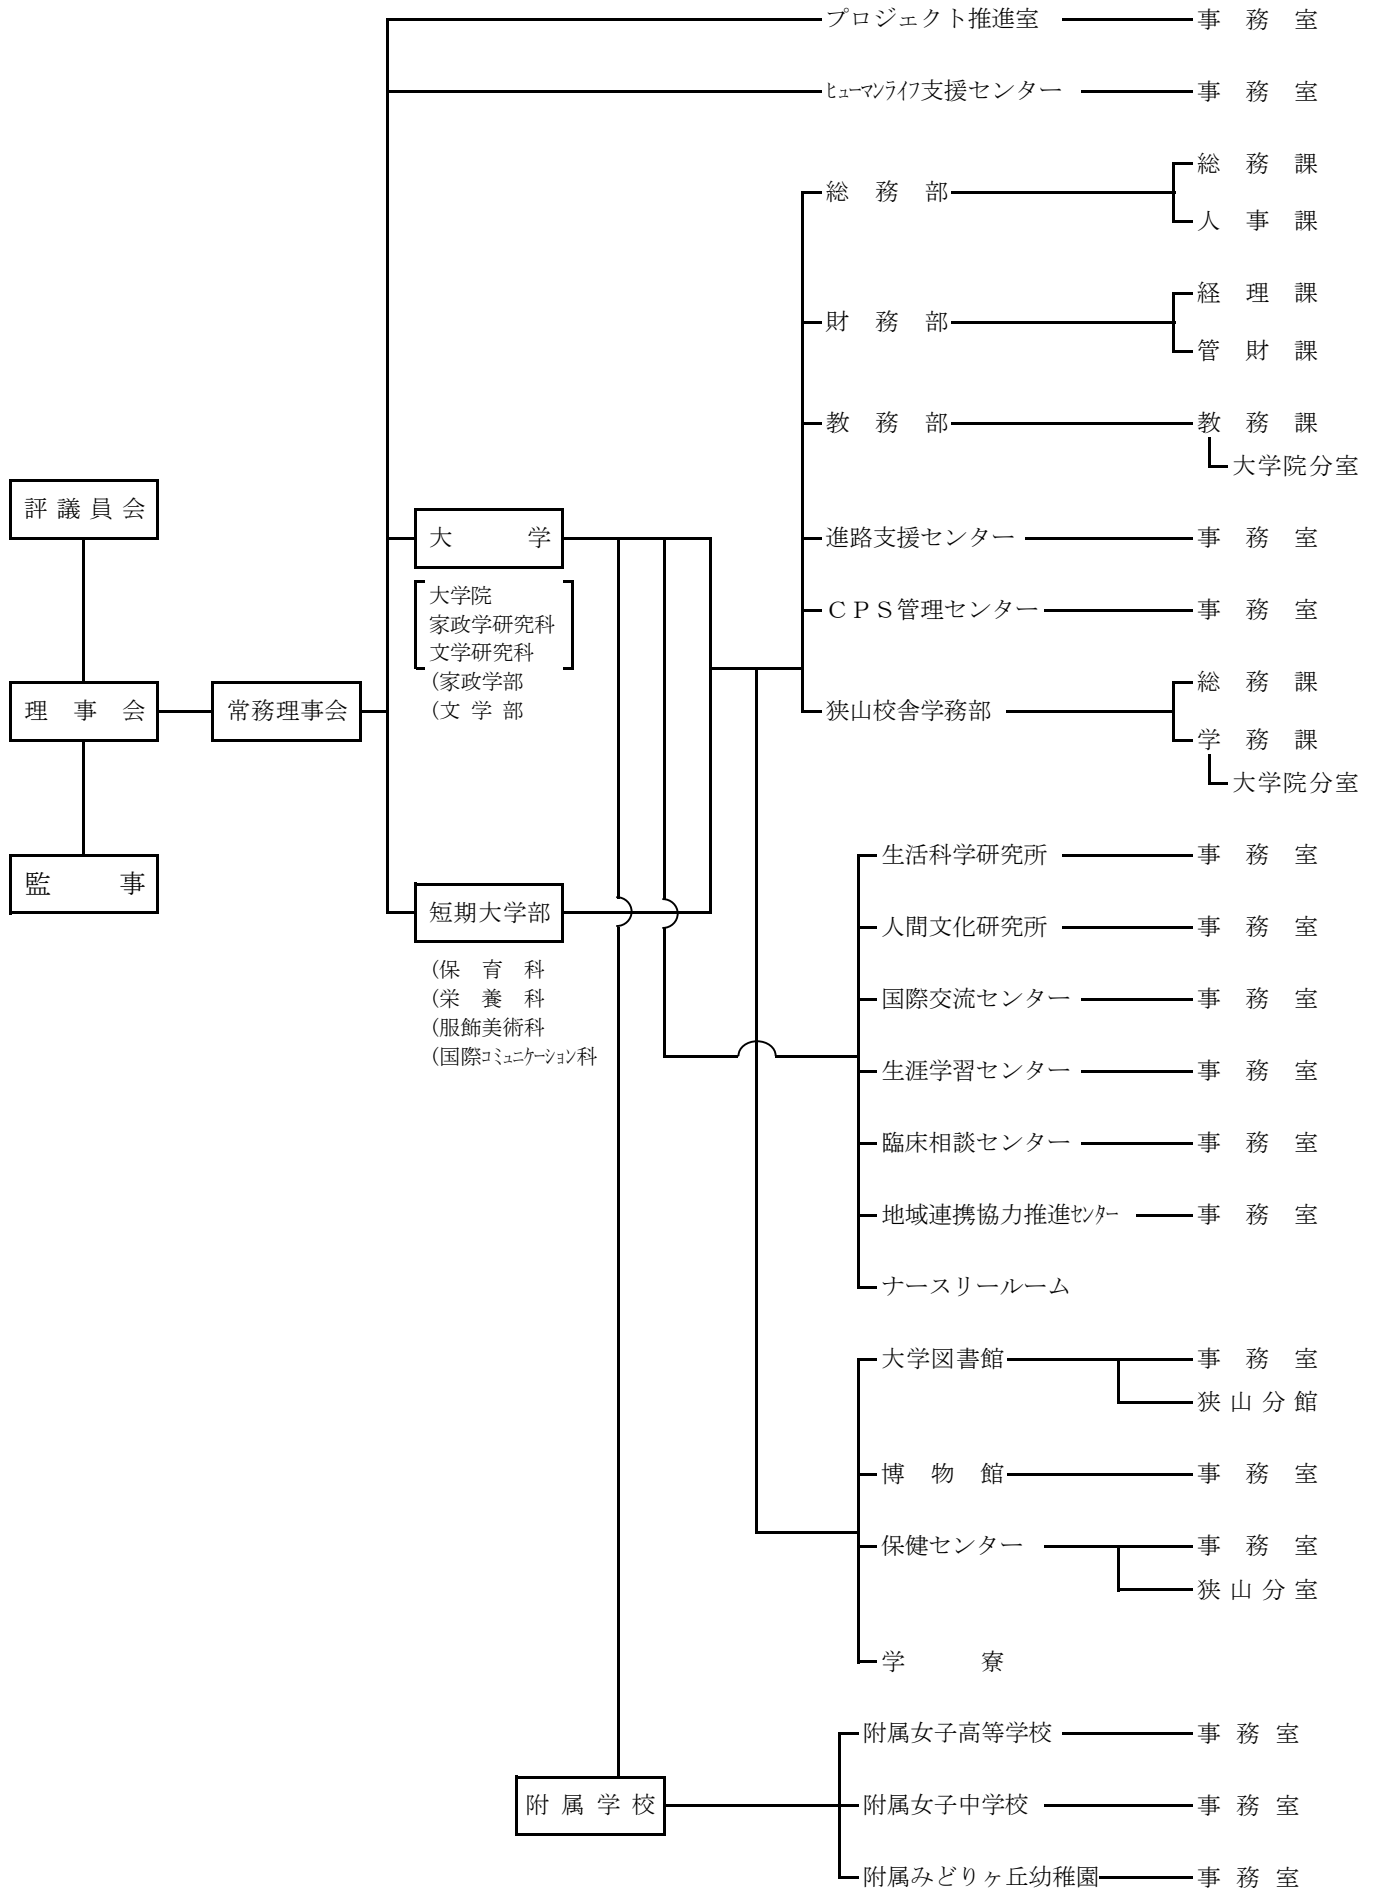 プロジェクト推進室 事務室
ヒューマンライフ支援センター 事務室
総務課
総務部
人事課
経理課
財務部
管財課
教務部 教務課
大学院分室
評議員会
大学 進路支援センター 事務室
大学院
家政学研究科 ＣＰＳ管理センター 事務室
文学研究科
(家政学部 総務課
理事会 常務理事会 (文学部 狭山校舎学務部
学務課
大学院分室
生活科学研究所 事務室
監事
短期大学部 人間文化研究所 事務室
(保育科
(栄養科 国際交流センター 事務室
(服飾美術科
(国際コミュニケーション科
生涯学習センター 事務室
臨床相談センター 事務室
地域連携協力推進センター 事務室
ナースリールーム
大学図書館 事務室
狭山分館
博物館 事務室
保健センター 事務室
狭山分室
学寮
附属女子高等学校 事務室
附属学校 附属女子中学校 事務室
附属みどりヶ丘幼稚園 事務室